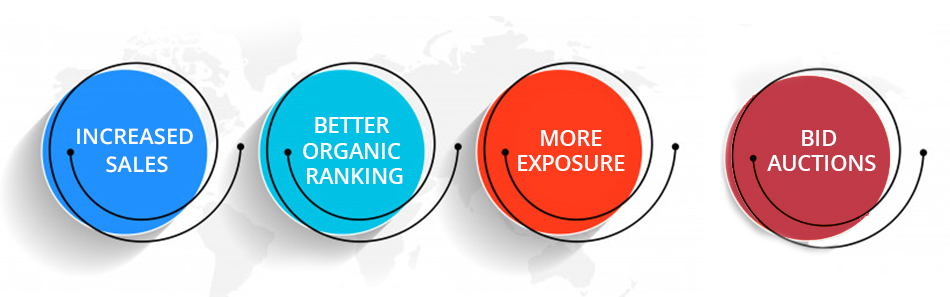 INCREASED
SALES
BETTER
ORGANIC
RANKING
MORE
EXPOSURE
BID
AUCTIONS